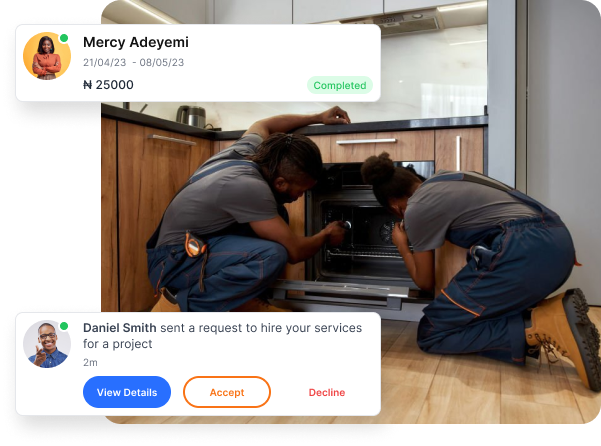 Mercy Adeyemi
21/04/23 - 08/05/23
₦ 25000
Completed
Daniel Smith sent a request to hire your services
for a project
2m
View Details
Accept
Decline